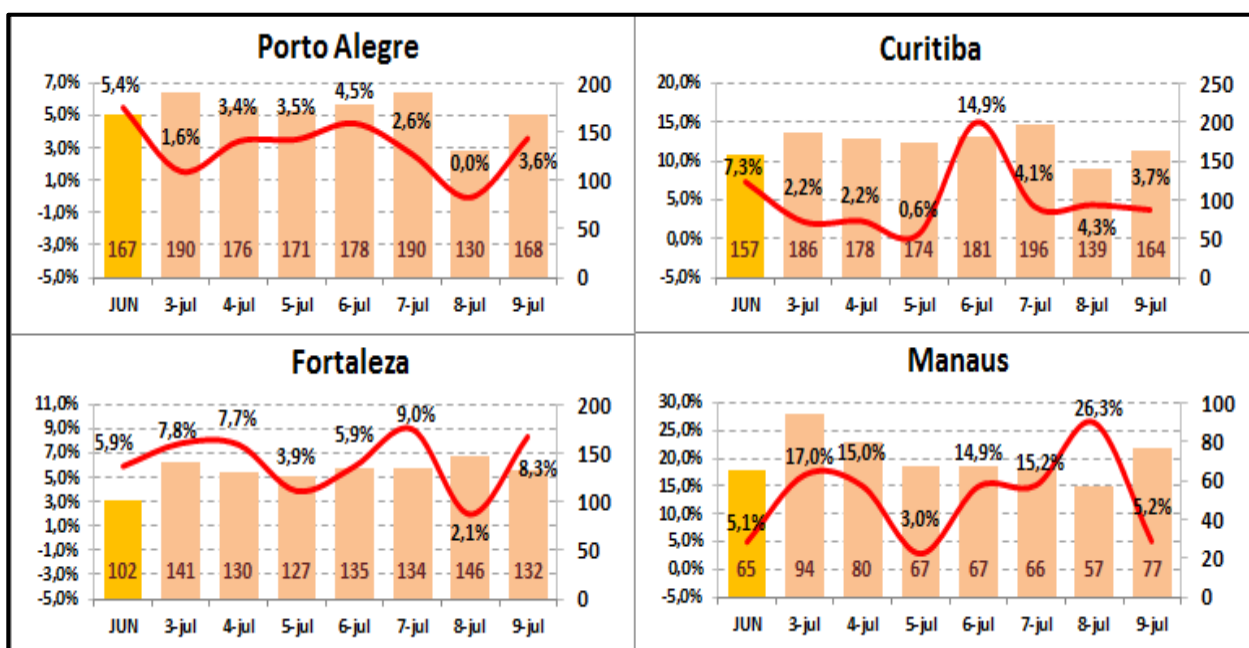 Porto Alegre
7,0% 5,0% 3,0% 1,0% -1,0% -3,0% -5,0%
5,4% 1,6% 3,4% 3,5% 4,5% 2,6% 0,0% 3,6%
167 190 176 171 178 190 130 168
200 150 100 50 0
JUN 3-jul 4-jul 5-jul 6-jul 7-jul 8-jul 9-jul
Curitiba
20,0% 15,0% 10,0% 5,0% 0,0% -5,0%
7,3% 2,2% 2,2% 0,6% 14,9% 4,1% 4,3% 3,7%
157 186 178 174 181 196 139 164
250 200 150 100 50 0
JUN 3-jul 4-jul 5-jul 6-jul 7-jul 8-jul 9-jul
Fortaleza
11,0% 9,0% 7,0% 5,0% 3,0% 1,0% -1,0% -3,0% -5,0%
5,9% 7,8% 7,7% 3,9% 5,9% 9,0% 2,1% 8,3%
102 141 130 127 135 134 146 132
200 150 100 50 0
JUN 3-jul 4-jul 5-jul 6-jul 7-jul 8-jul 9-jul
Manaus
30,0% 25,0% 20,0% 15,0% 10,0% 5,0% 0,0% -5,0%
5,1% 17,0% 15,0% 3,0% 14,9% 15,2% 26,3% 5,2%
65 94 80 67 67 66 57 77
100 80 60 40 20 0
JUN 3-jul 4-jul 5-jul 6-jul 7-jul 8-jul 9-jul